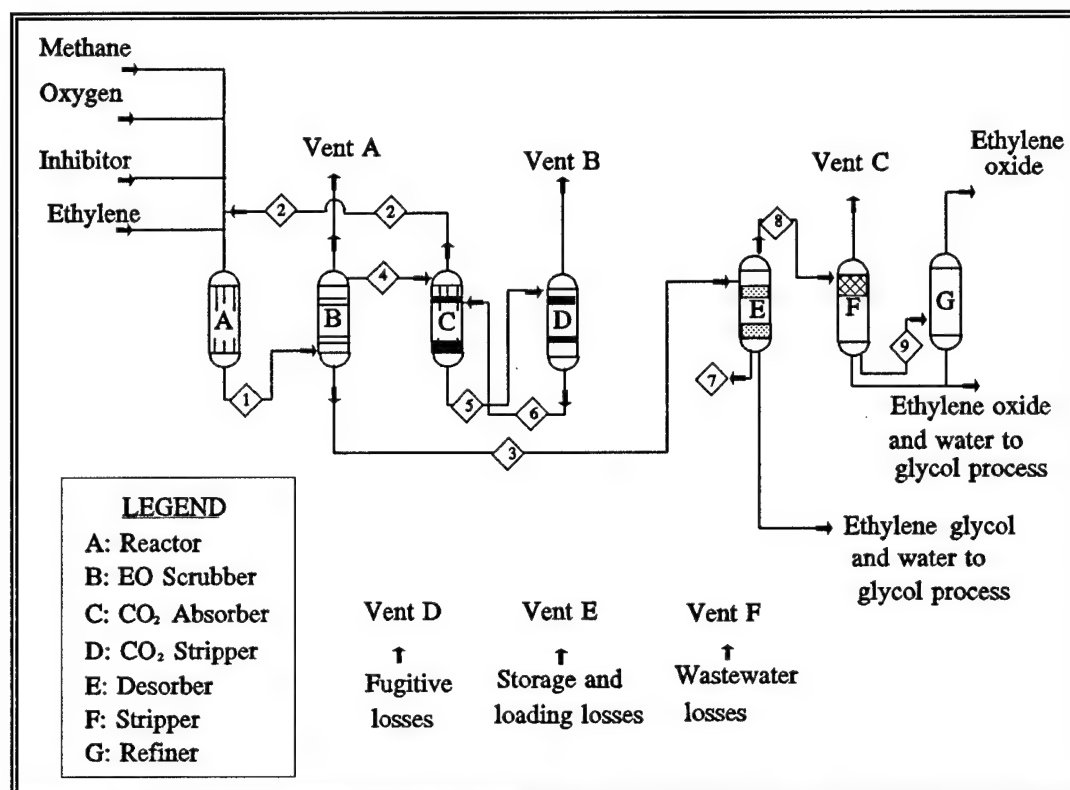 Methane
Oxygen
Inhibitor
Ethylene
Vent A
Vent B
Vent C
Ethylene
oxide
2
2
4
8
A
B
C
D
E
F
G
1
5
6
7
9
3
Ethylene oxide
and water to
glycol process
Ethylene glycol
and water to
glycol process
LEGEND
A: Reactor
B: EO Scrubber
C: CO₂ Absorber
D: CO₂ Stripper
E: Desorber
F: Stripper
G: Refiner
Vent D
Fugitive
losses
Vent E
Storage and
loading losses
Vent F
Wastewater
losses